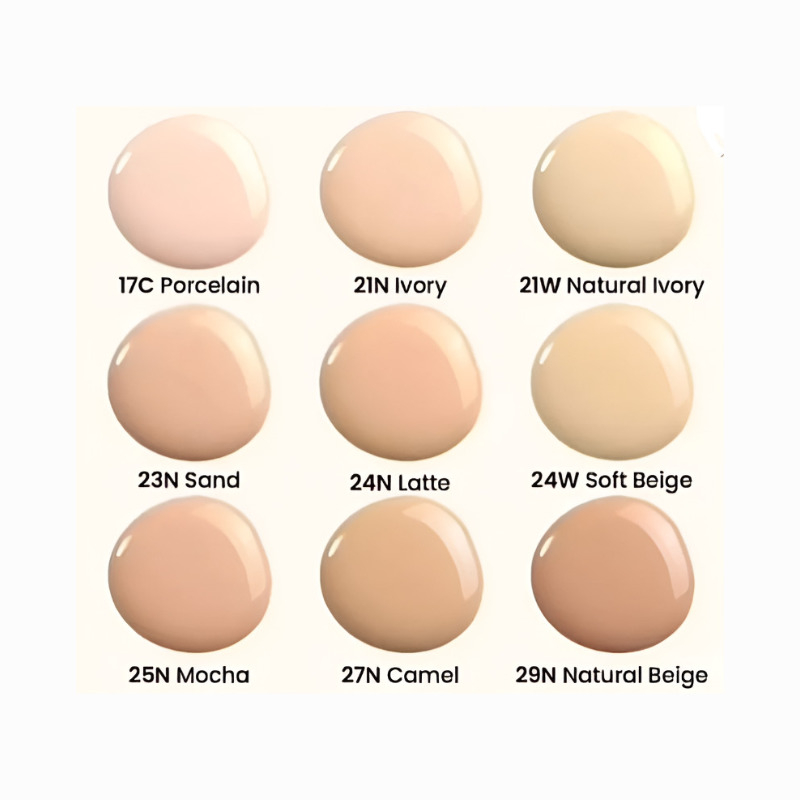 17C Porcelain
21N Ivory
21W Natural Ivory
23N Sand
24N Latte
24W Soft Beige
25N Mocha
27N Camel
29N Natural Beige